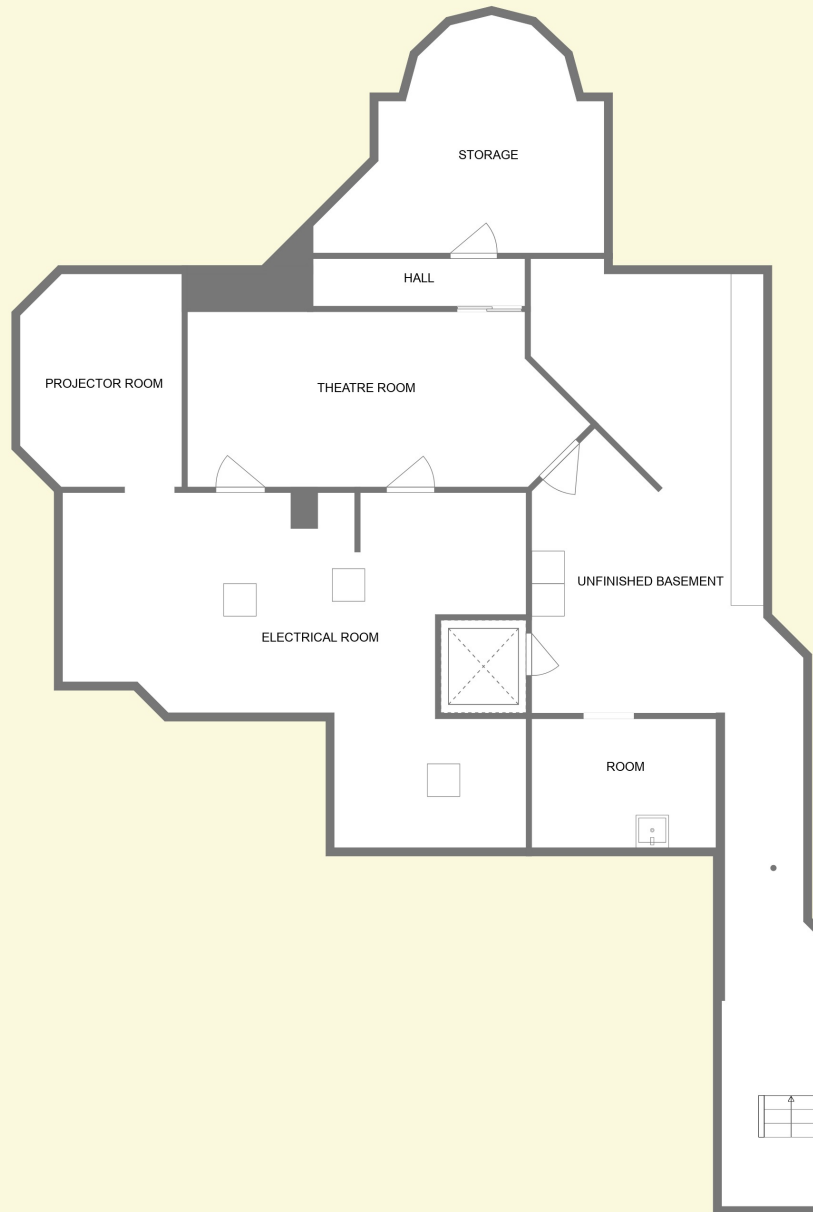 STORAGE
HALL
PROJECTOR ROOM
THEATRE ROOM
UNFINISHED BASEMENT
ELECTRICAL ROOM
ROOM